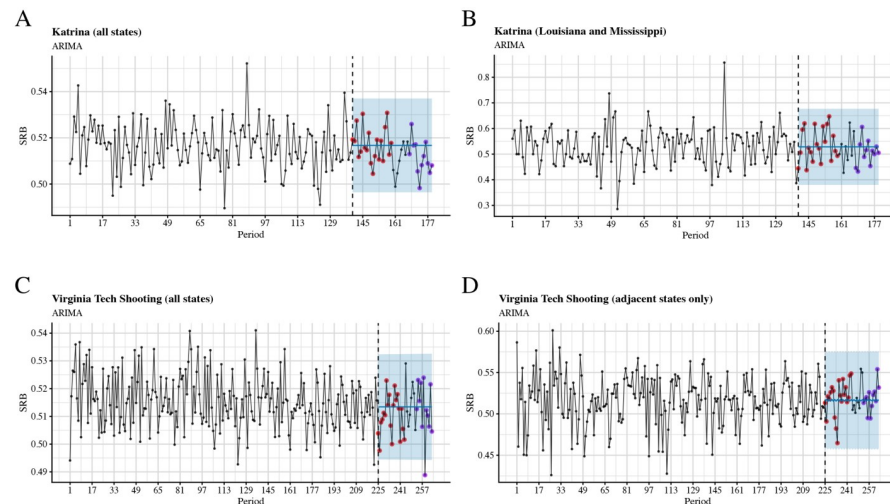 A
Katrina (all states)
ARIMA
SRB
0.54
0.52
0.50
1 17 33 49 65 81 97 113 129 145 161 177
Period
B
Katrina (Louisiana and Mississippi)
ARIMA
SRB
0.8
0.7
0.6
0.5
0.4
0.3
1 17 33 49 65 81 97 113 129 145 161 177
Period
C
Virginia Tech Shooting (all states)
ARIMA
SRB
0.54
0.53
0.52
0.51
0.50
0.49
1 17 33 49 65 81 97 113 129 145 161 177 193 209 225 241 257
Period
D
Virginia Tech Shooting (adjacent states only)
ARIMA
SRB
0.60
0.55
0.50
0.45
1 17 33 49 65 81 97 113 129 145 161 177 193 209 225 241 257
Period